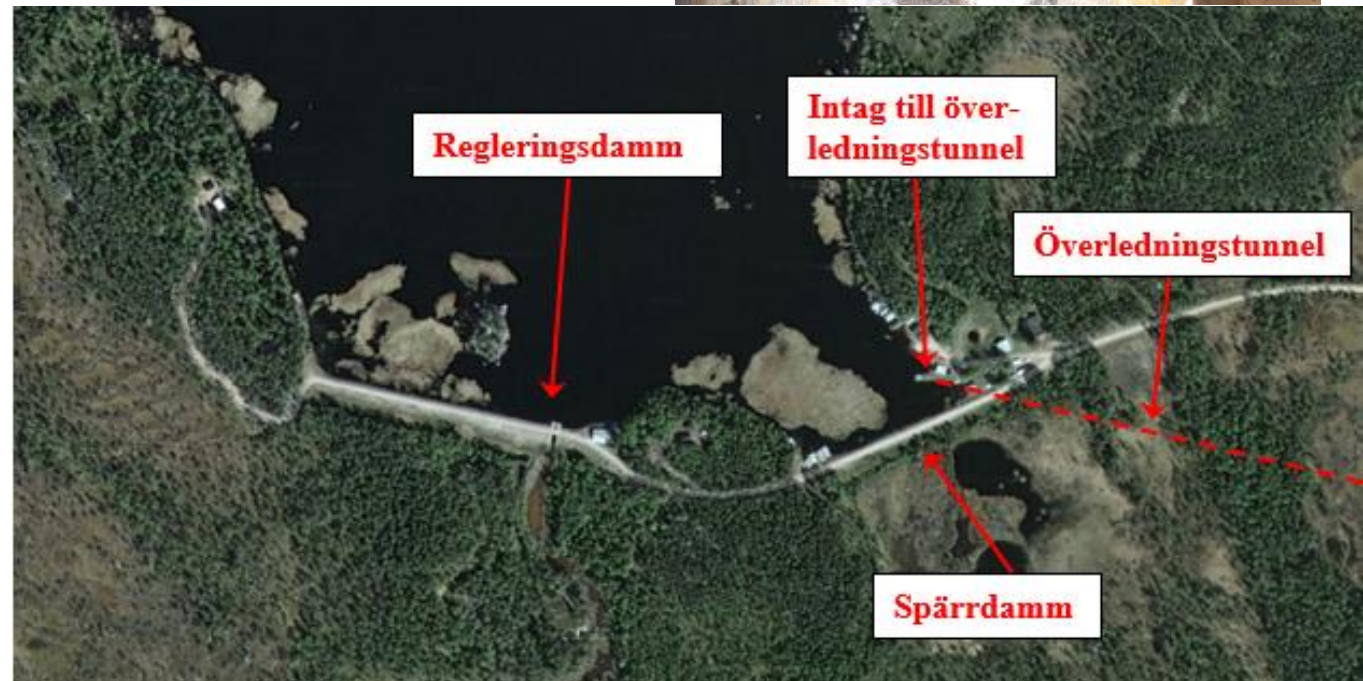 Regleringsdamm
Intag till över-
ledningstunnel
Överledningstunnel
Spärrdamm